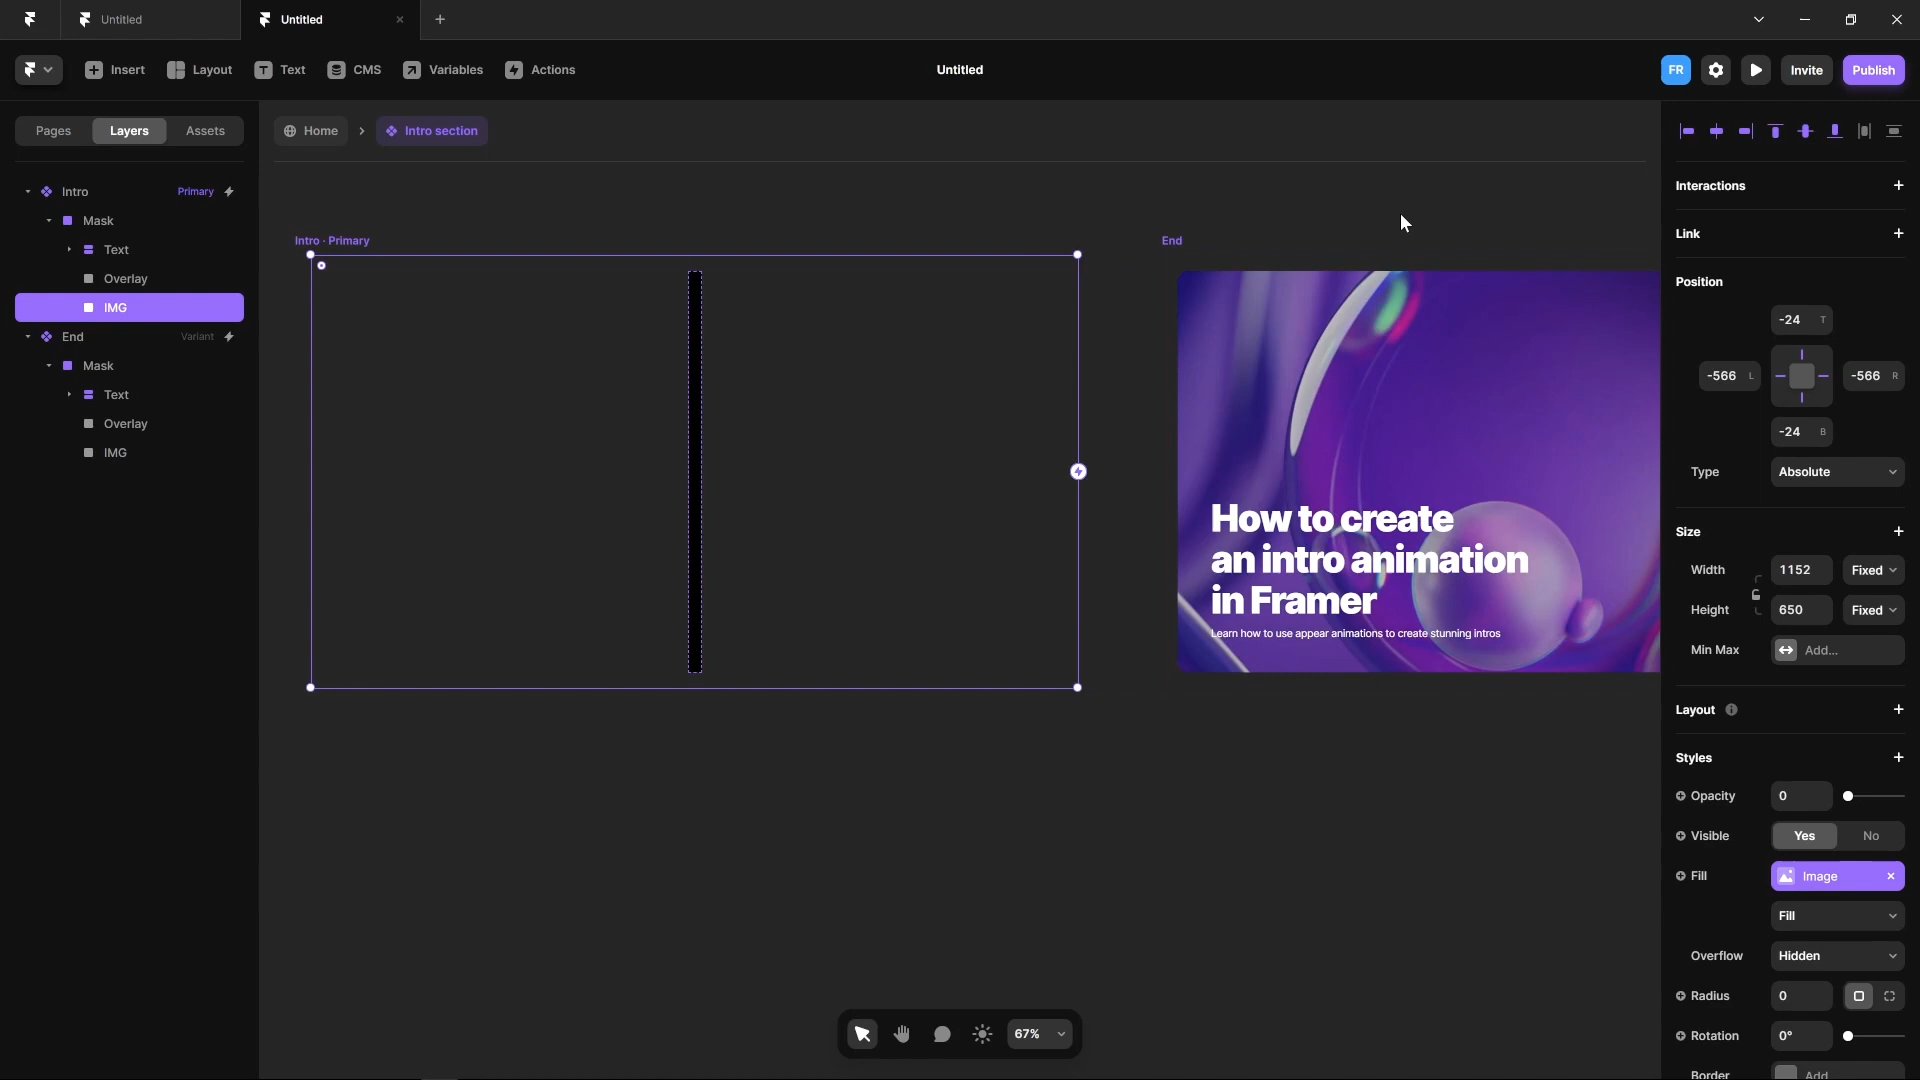 Untitled
Untitled
Insert
Layout
Text
CMS
Variables
Actions
Untitled
FR
Invite
Publish
Pages
Layers
Assets
Home
Intro section
Intro
Primary
Mask
Text
Overlay
IMG
End
Variant
Mask
Text
Overlay
IMG
Intro · Primary
End
How to create
an intro animation
in Framer
Learn how to use appear animations to create stunning intros
67%
Interactions
Link
Position
-24 T
-566 L
-566 R
-24 B
Type
Absolute
Size
Width
1152
Fixed
Height
650
Fixed
Min Max
Add...
Layout
Styles
Opacity
0
Visible
Yes
No
Fill
Image
Fill
Overflow
Hidden
Radius
0
Rotation
0°
Border
Add